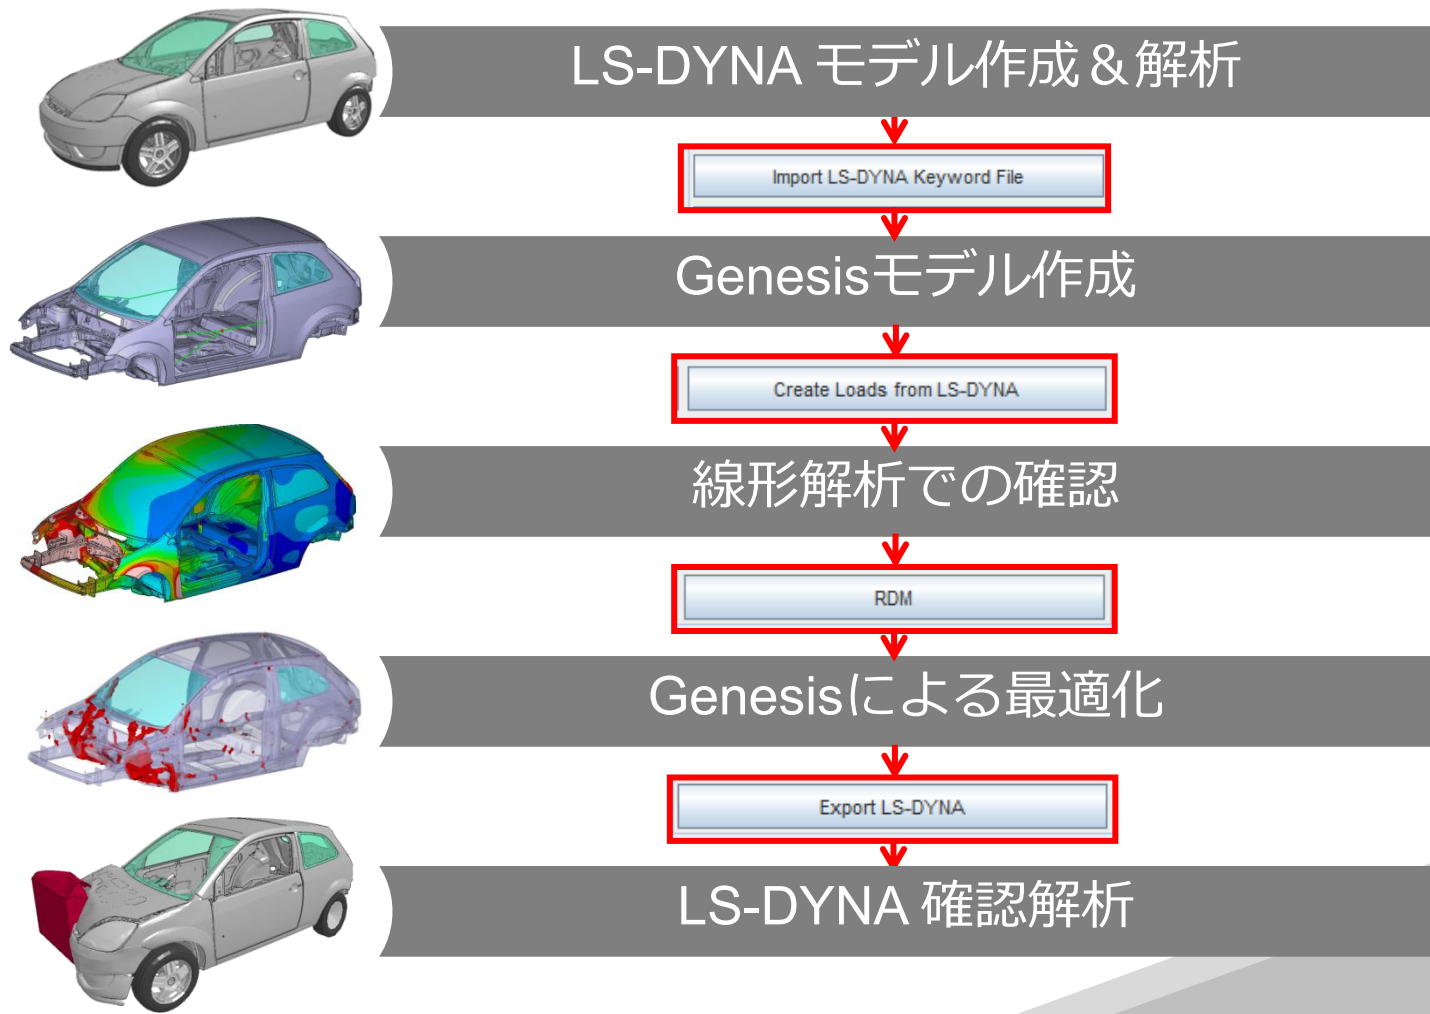 LS-DYNA モデル作成＆解析
Import LS-DYNA Keyword File
Genesisモデル作成
Create Loads from LS-DYNA
線形解析での確認
RDM
Genesisによる最適化
Export LS-DYNA
LS-DYNA 確認解析